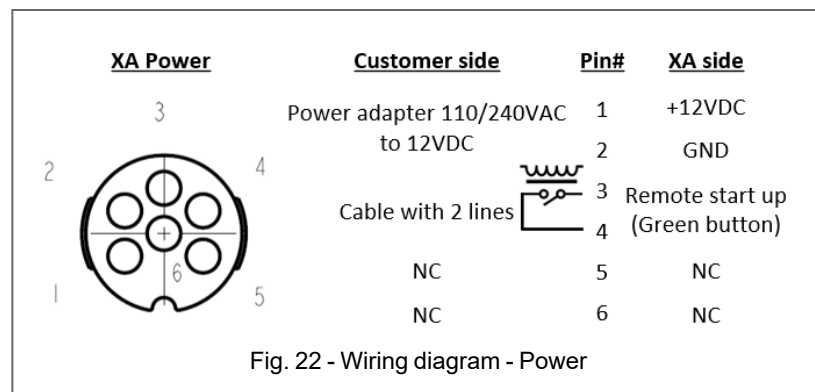 XA Power
Customer side
Pin#
XA side
3
2
4
6
1
5
Power adapter 110/240VAC
to 12VDC
1
+12VDC
2
GND
Cable with 2 lines
3
4
Remote start up
(Green button)
NC
5
NC
NC
6
NC
Fig. 22 - Wiring diagram - Power